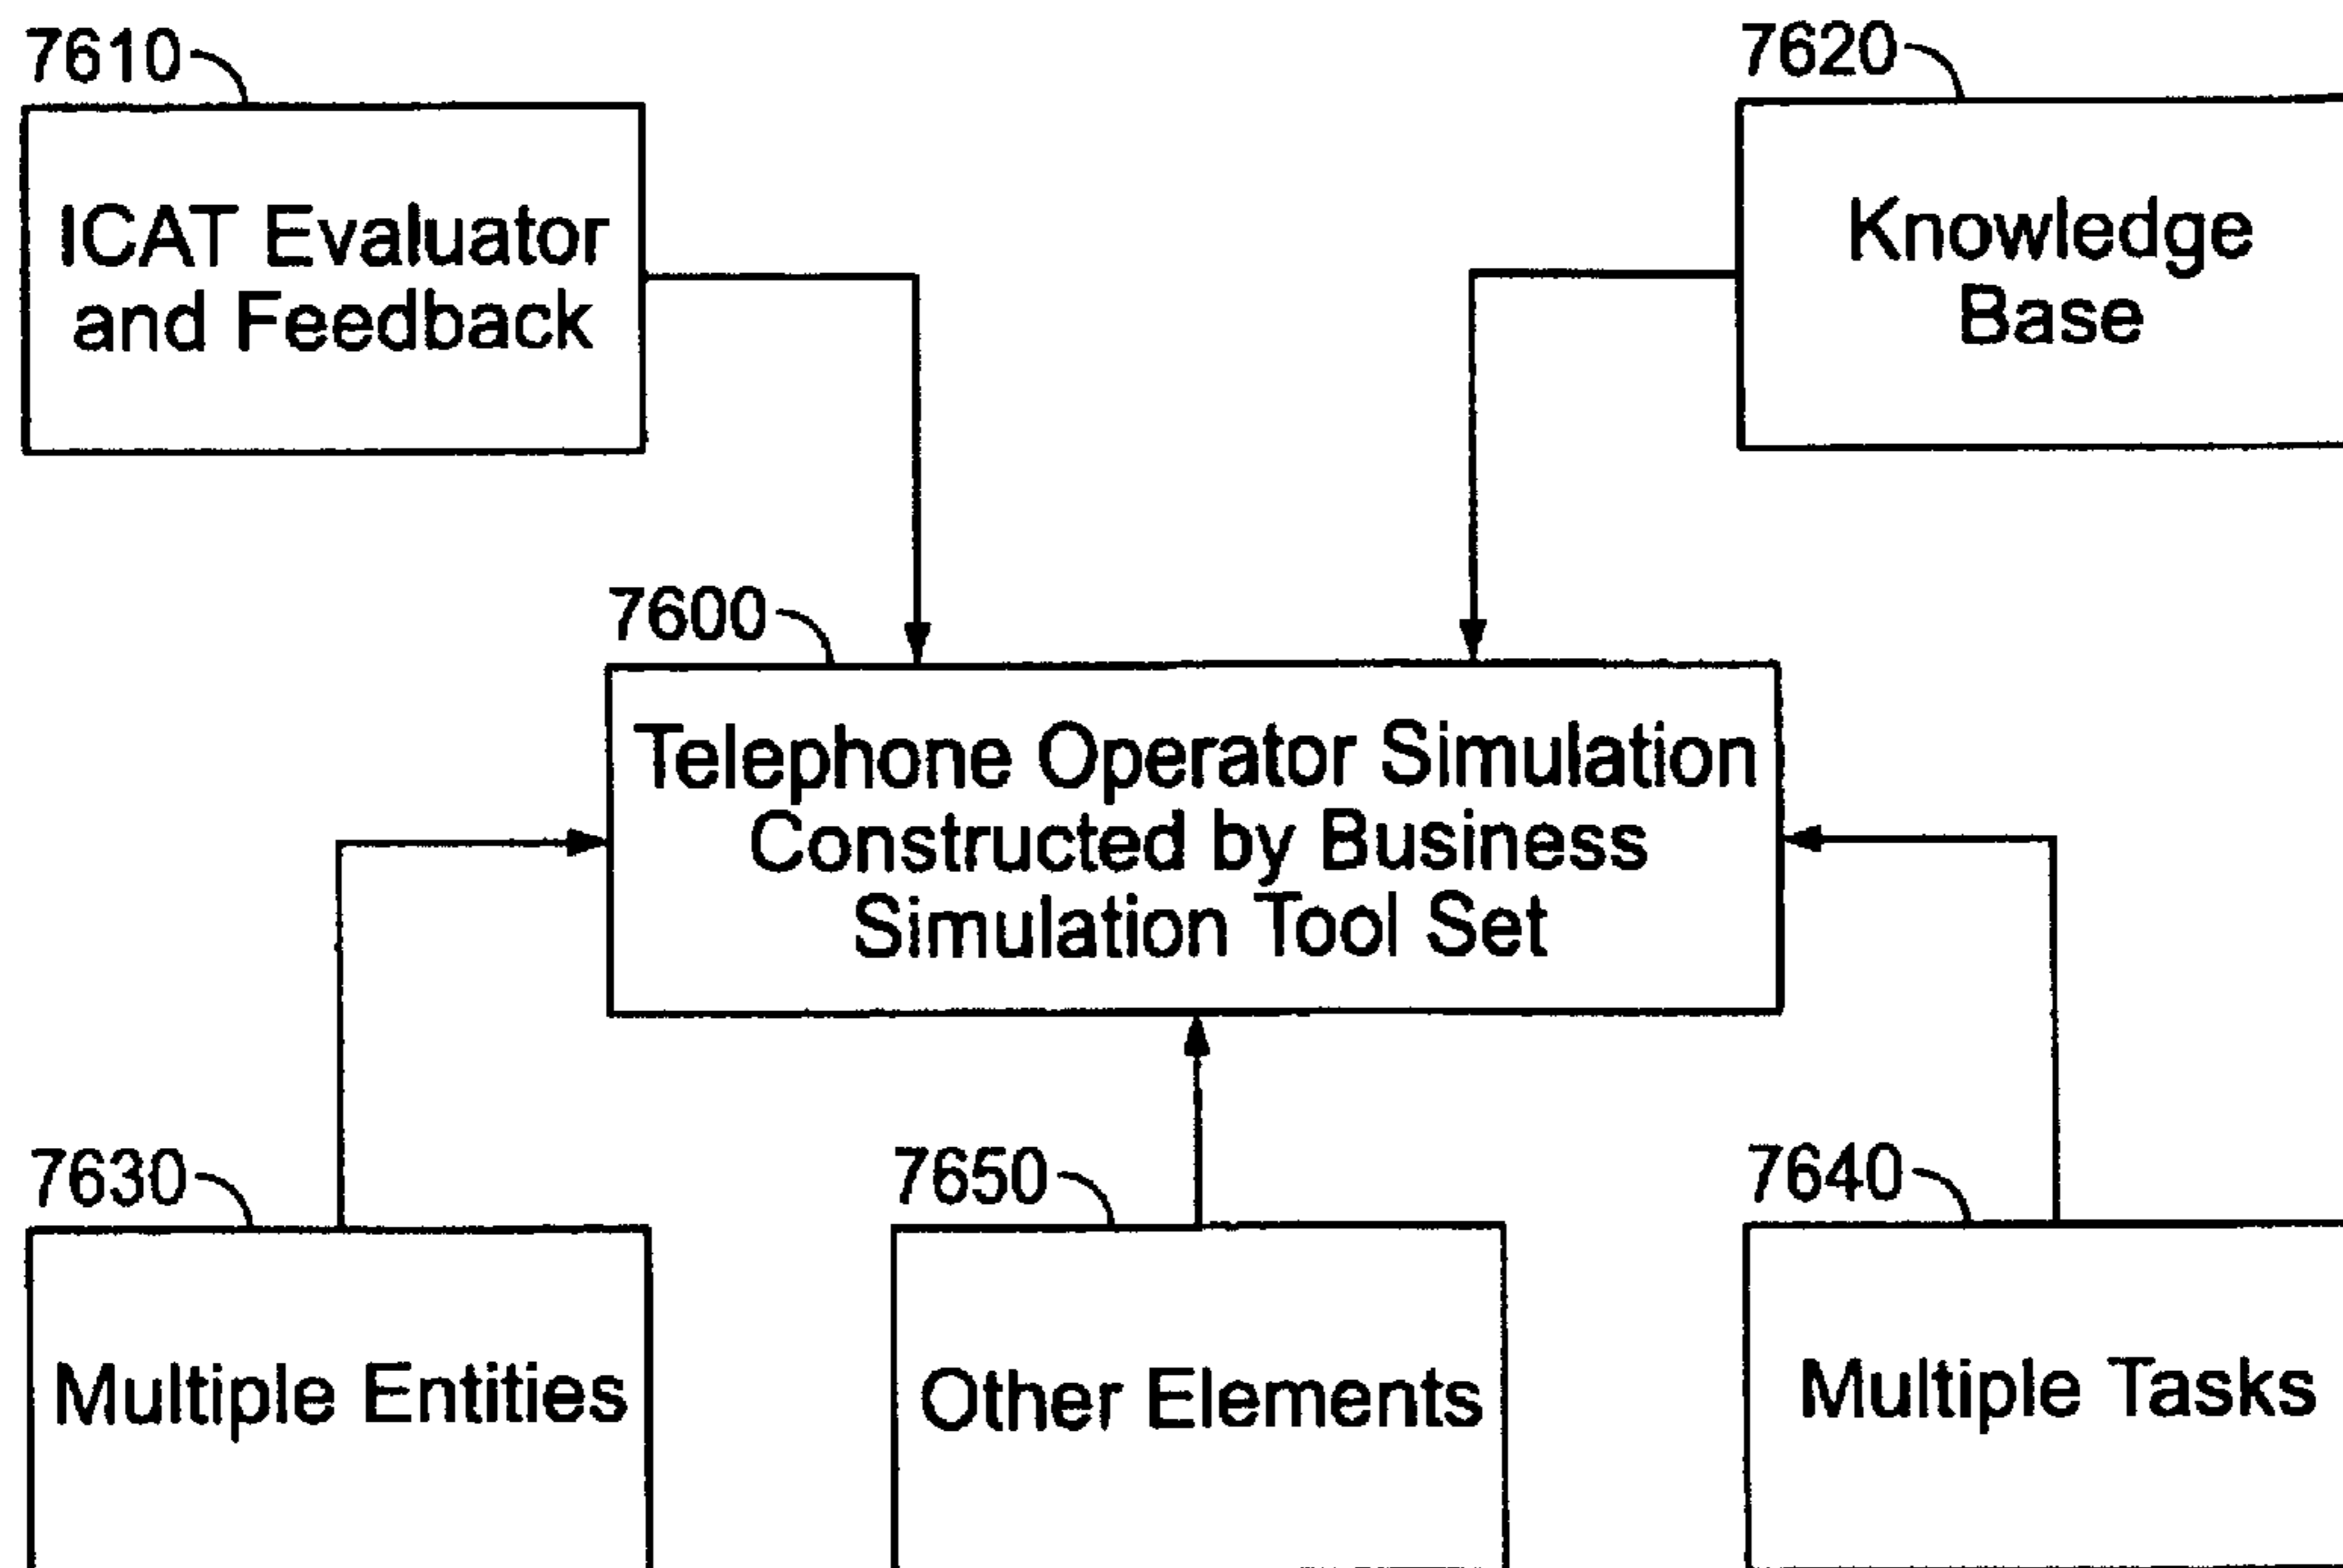 7610
7620
ICAT Evaluator
and Feedback
Knowledge
Base
7600
Telephone Operator Simulation
Constructed by Business
Simulation Tool Set
7630
7650
7640
Multiple Entities
Other Elements
Multiple Tasks